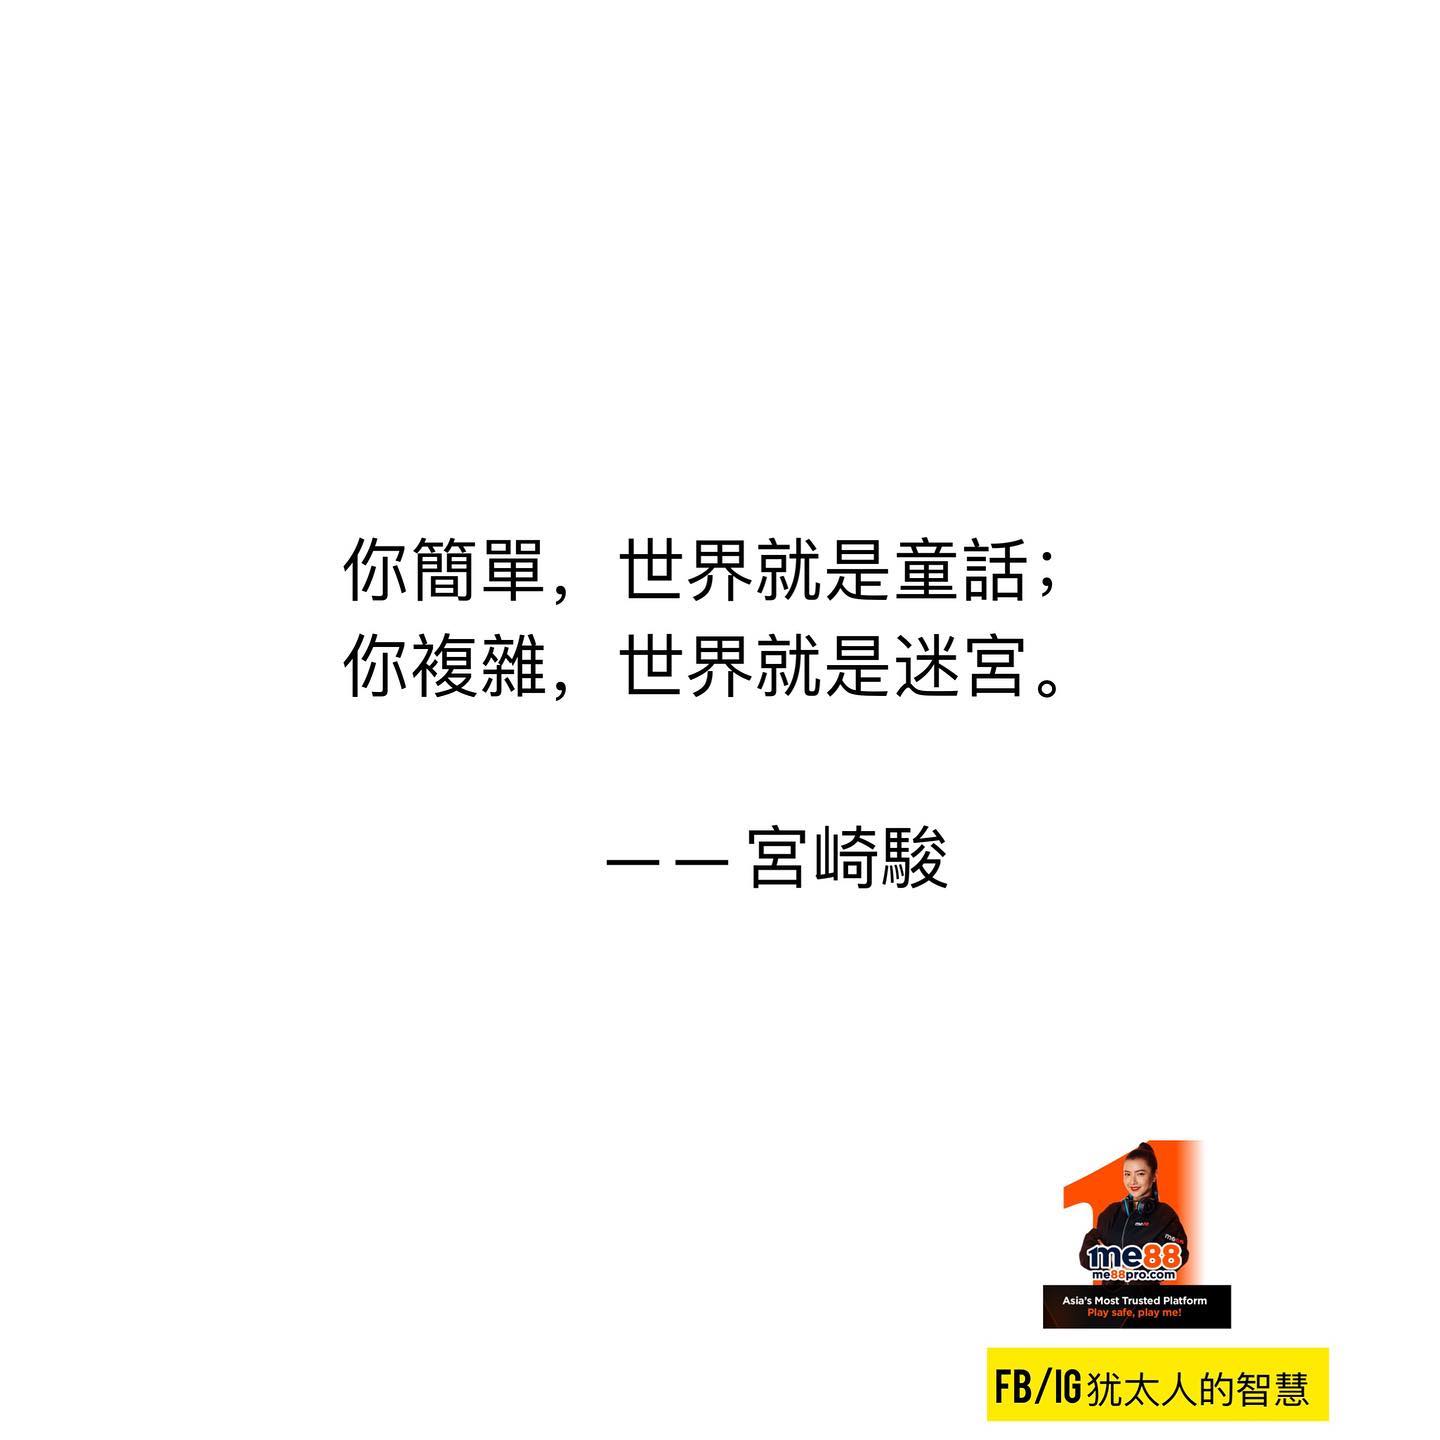 你簡單，世界就是童話；
你複雜，世界就是迷宮。
——宮崎駿
me88
me88pro.com
Asia's Most Trusted Platform
Play safe, play me!
FB/IG犹太人的智慧